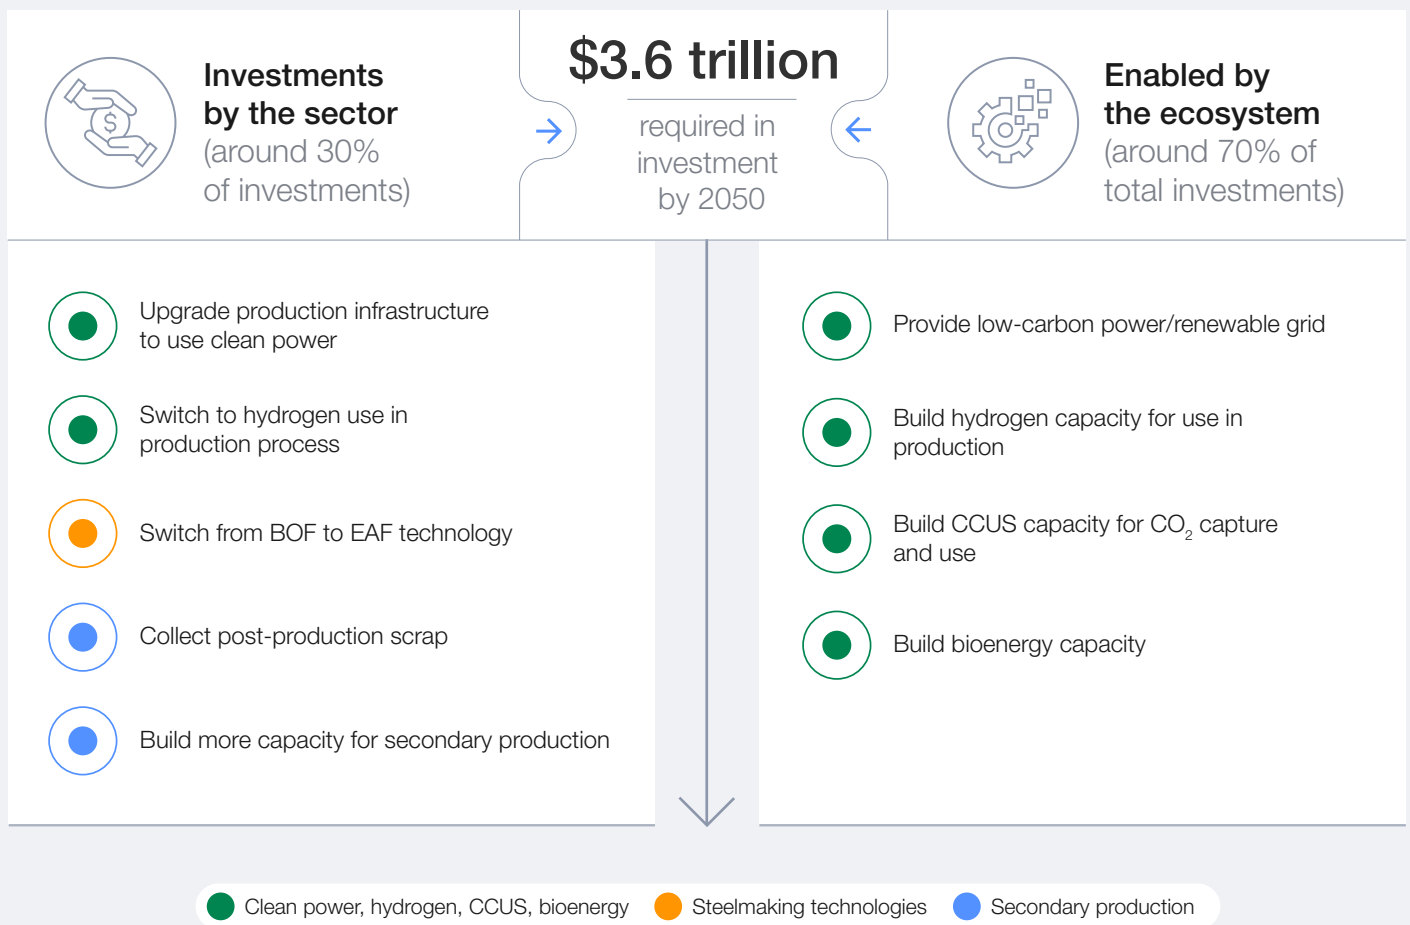 Investments
by the sector
(around 30%
of investments)
$
$3.6 trillion
required in
investment
by 2050
Enabled by
the ecosystem
(around 70% of
total investments)
Upgrade production infrastructure
to use clean power
Switch to hydrogen use in
production process
Switch from BOF to EAF technology
Collect post-production scrap
Build more capacity for secondary production
Provide low-carbon power/renewable grid
Build hydrogen capacity for use in
production
Build CCUS capacity for CO₂ capture
and use
Build bioenergy capacity
Clean power, hydrogen, CCUS, bioenergy
Steelmaking technologies
Secondary production